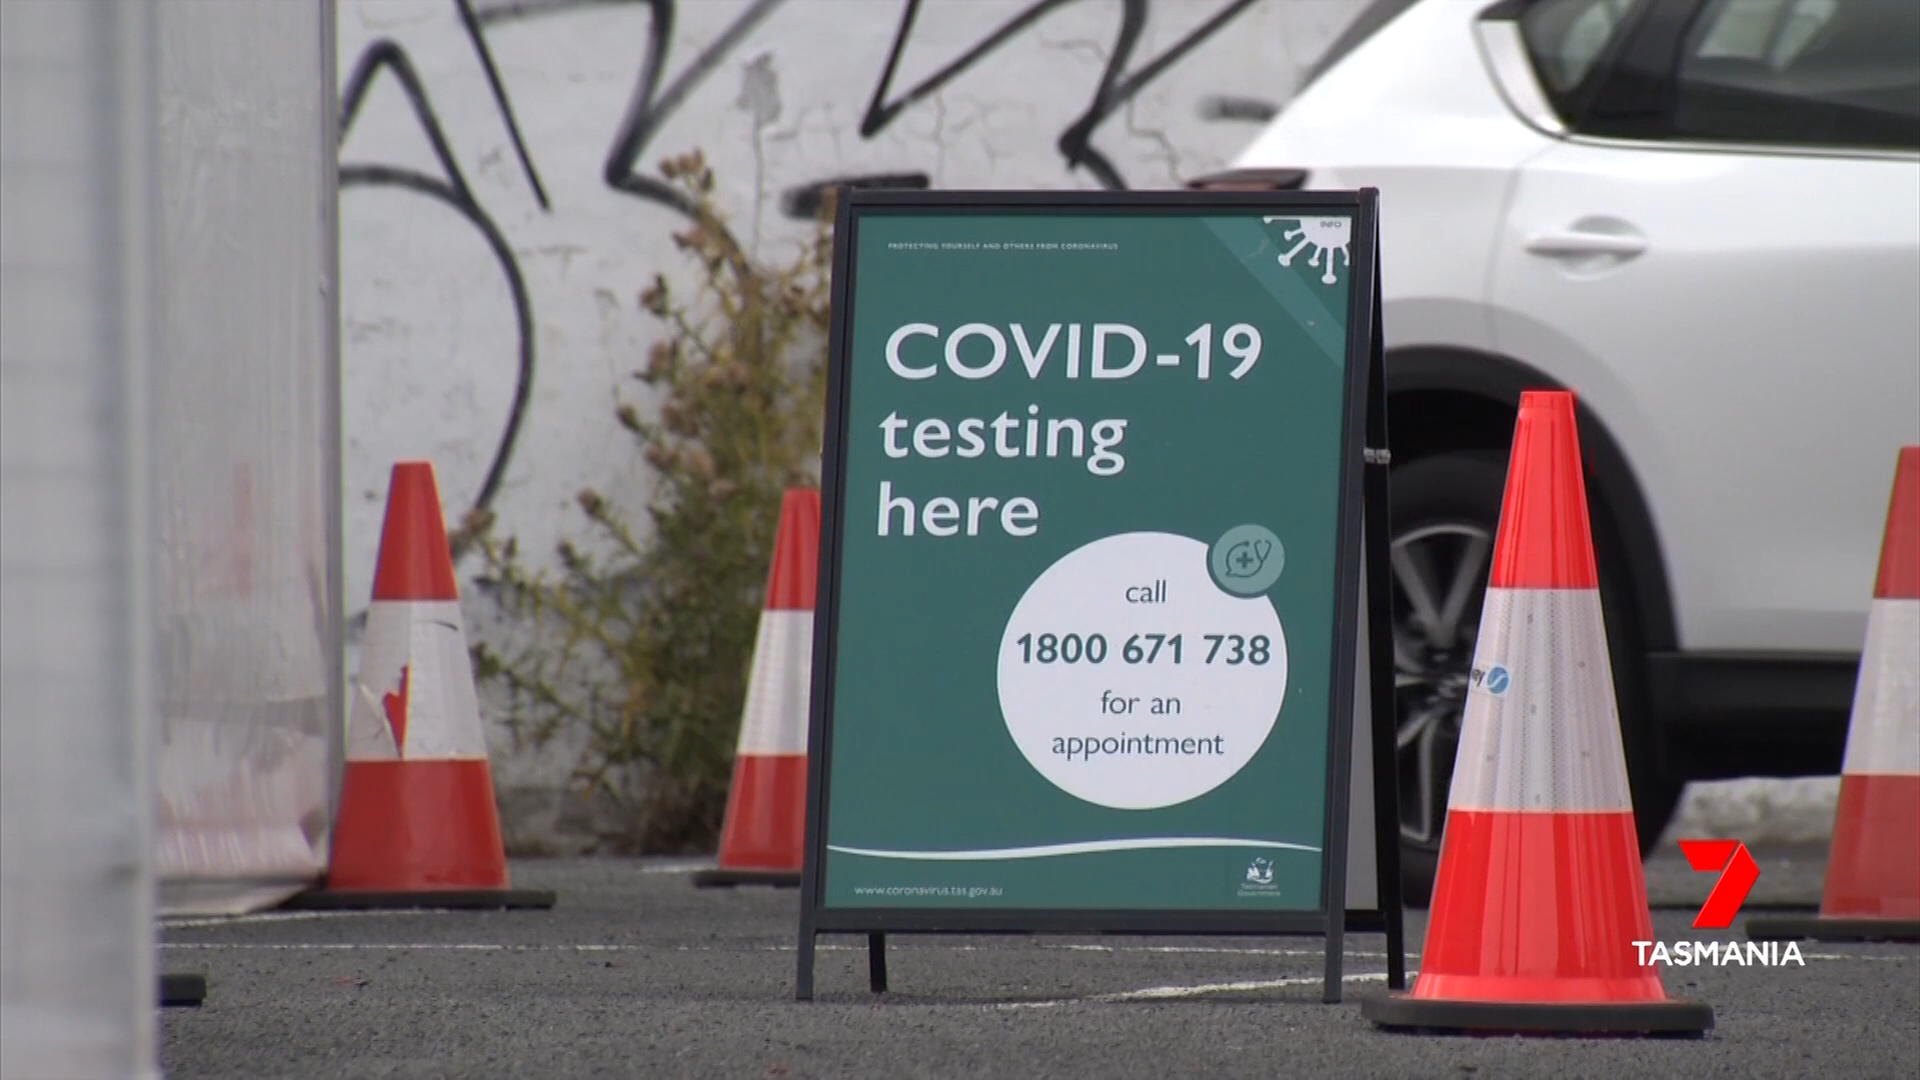 PROTECTING YOURSELF AND OTHERS FROM CORONAVIRUS
INFO
COVID-19
testing
here
call
1800 671 738
for an
appointment
www.coronavirus.tas.gov.au
Tasmanian
Government
7
TASMANIA